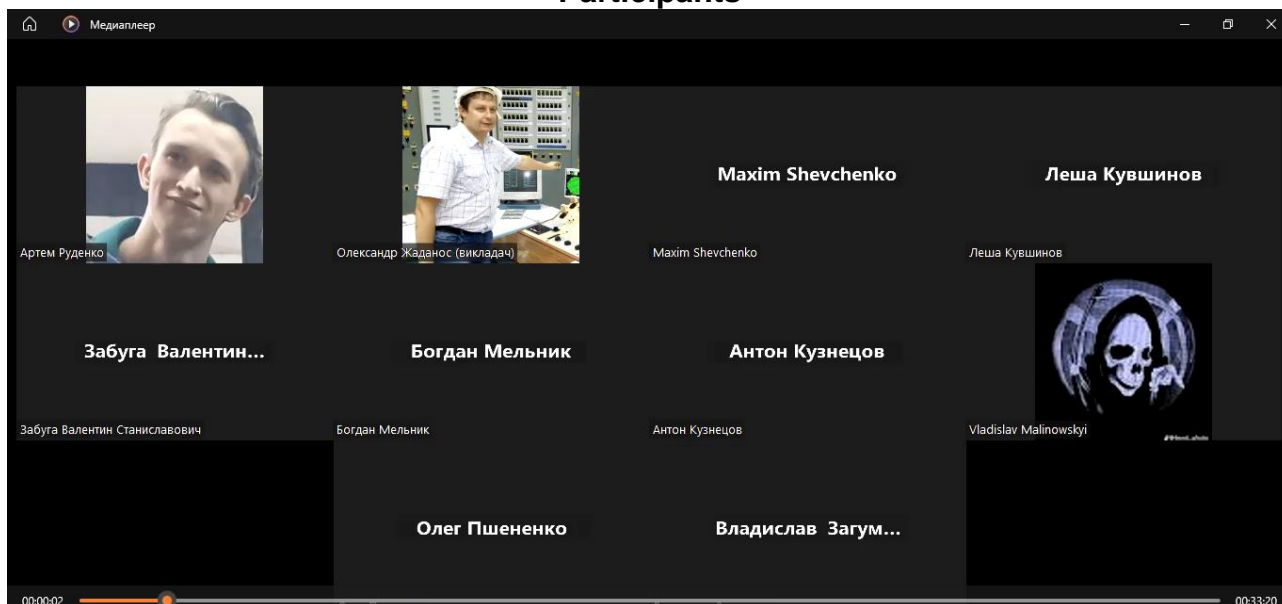 Participants
Медиаплеер
Артем Руденко
Олександр Жаданос (викладач)
Maxim Shevchenko
Maxim Shevchenko
Леша Кувшинов
Леша Кувшинов
Забуга Валентин...
Забуга Валентин Станиславович
Богдан Мельник
Богдан Мельник
Антон Кузнецов
Антон Кузнецов
Vladislav Malinowskyi
Олег Пшененко
Владислав Загум...
00:00:02
00:33:20